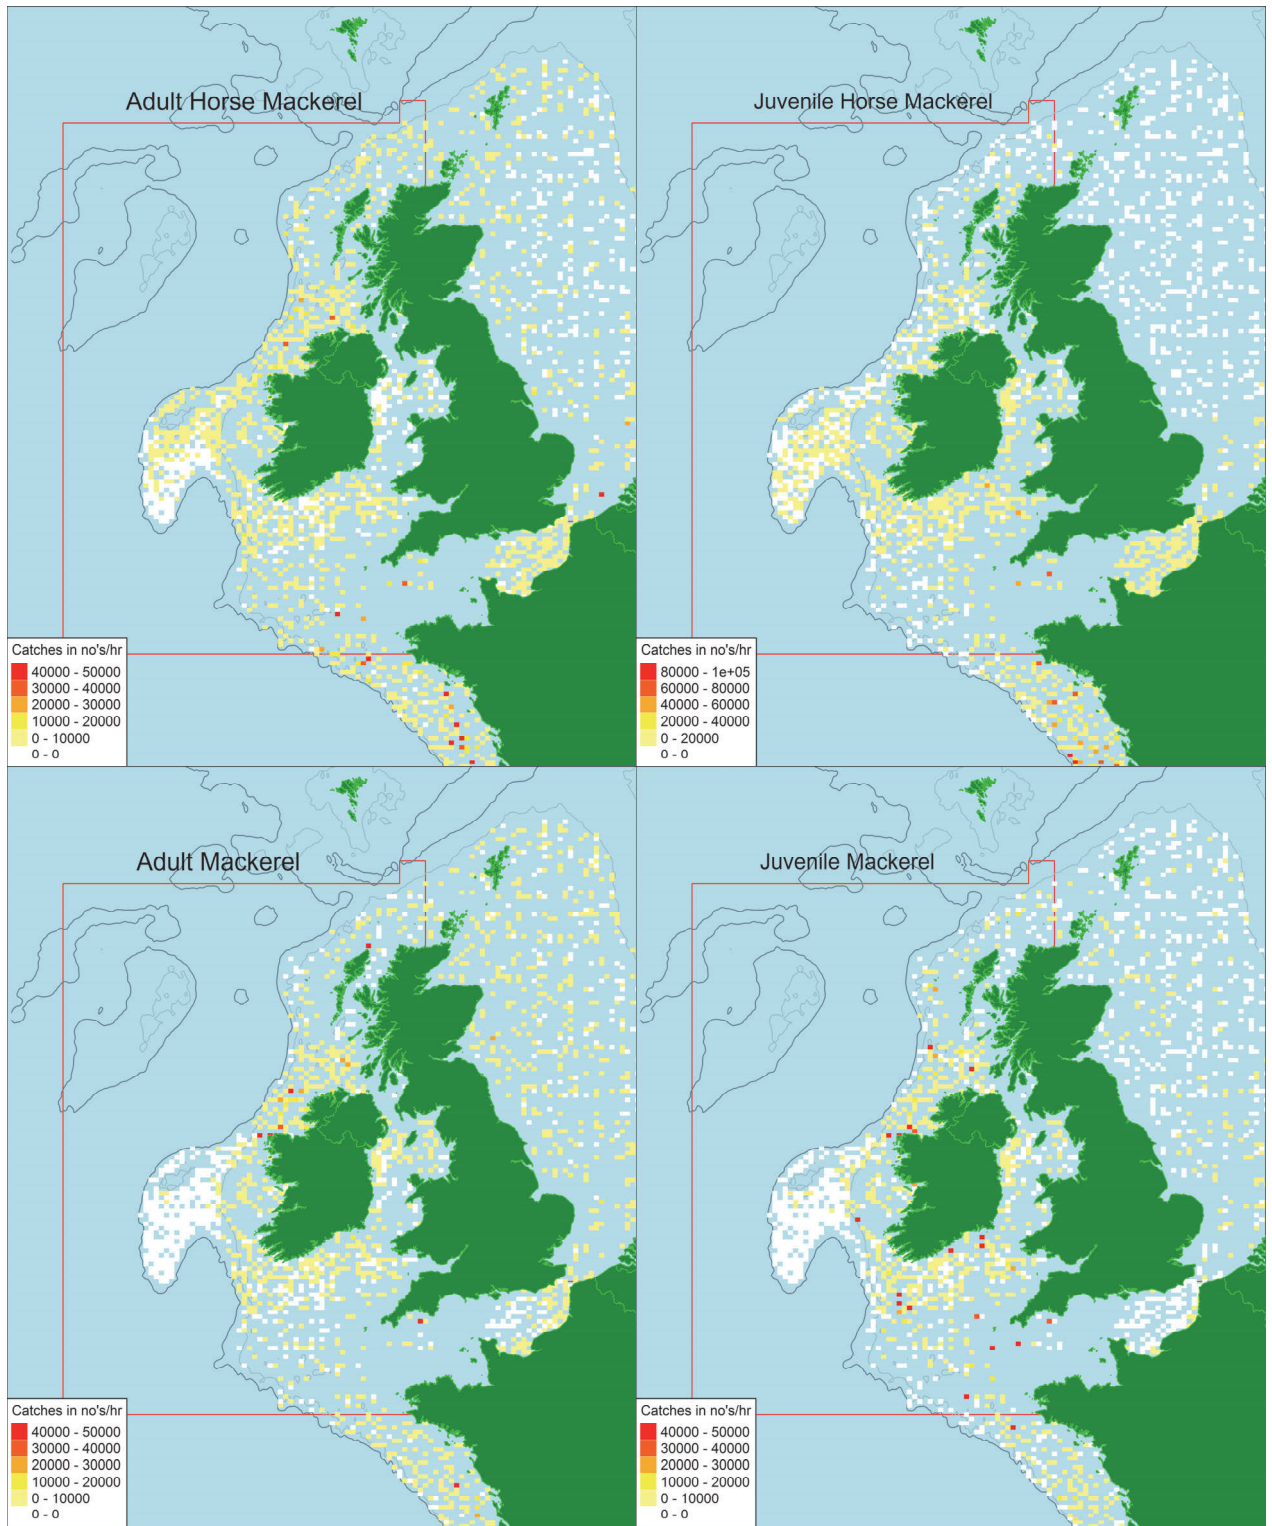 Adult Horse Mackerel
Catches in no's/hr
40000 - 50000
30000 - 40000
20000 - 30000
10000 - 20000
0 - 10000
0 - 0
Juvenile Horse Mackerel
Catches in no's/hr
80000 - 1e+05
60000 - 80000
40000 - 60000
20000 - 40000
0 - 20000
0 - 0
Adult Mackerel
Catches in no's/hr
40000 - 50000
30000 - 40000
20000 - 30000
10000 - 20000
0 - 10000
0 - 0
Juvenile Mackerel
Catches in no's/hr
40000 - 50000
30000 - 40000
20000 - 30000
10000 - 20000
0 - 10000
0 - 0